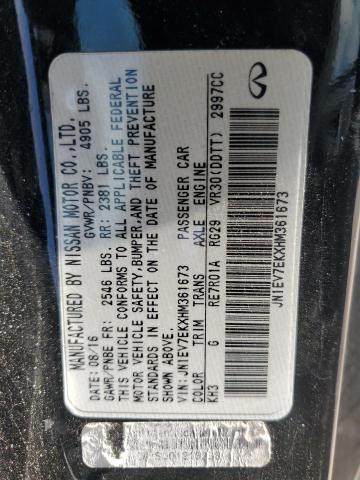 MANUFACTURED BY NISSAN MOTOR CO.,LTD.
DATE: 08/16 GVWR/PNBV: 4905 LBS.
GAWR/PNBE FR: 2546 LBS. RR: 2381 LBS.
THIS VEHICLE CONFORMS TO ALL APPLICABLE FEDERAL
MOTOR VEHICLE SAFETY,BUMPER,AND THEFT PREVENTION
STANDARDS IN EFFECT ON THE DATE OF MANUFACTURE
SHOWN ABOVE.
VIN:JN1EV7EKXHM361673 PASSENGER CAR
COLOR TRIM TRANS AXLE ENGINE
KH3 G RE7R01A RG29 VR30(DDTT) 2997CC
JN1EV7EKXHM361673